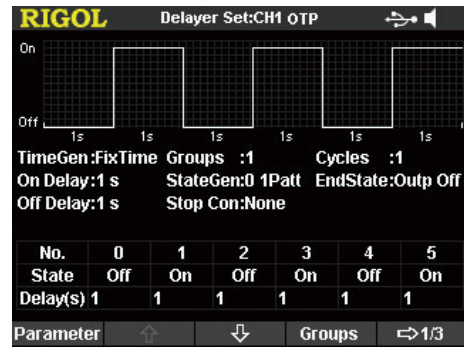 RIGOL Delayer Set:CH1 OTP
On
Off
1s 1s 1s 1s 1s 1s
TimeGen:FixTime Groups :1 Cycles :1
On Delay:1 s StateGen:0 1Patt EndState:Outp Off
Off Delay:1 s Stop Con:None
No. 0 1 2 3 4 5
State Off On Off On Off On
Delay(s) 1 1 1 1 1 1
Parameter Groups 1/3